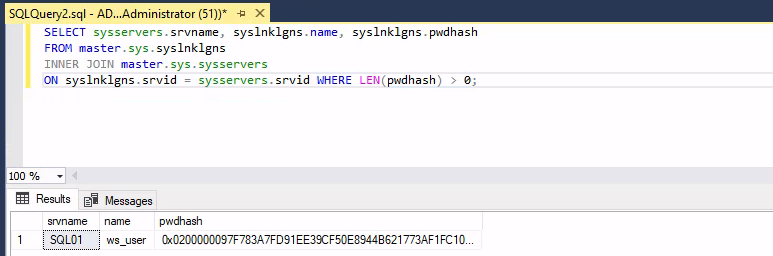 SQLQuery2.sql - AD...Administrator (51))*
SELECT sysservers.srvname, syslnklgns.name, syslnklgns.pwdhash
FROM master.sys.syslnklgns
INNER JOIN master.sys.sysservers
ON syslnklgns.srvid = sysservers.srvid WHERE LEN(pwdhash) > 0;
100 %
Results Messages
srvname name pwdhash
1 SQL01 ws_user 0x0200000097F783A7FD91EE39CF50E8944B621773AF1FC10...